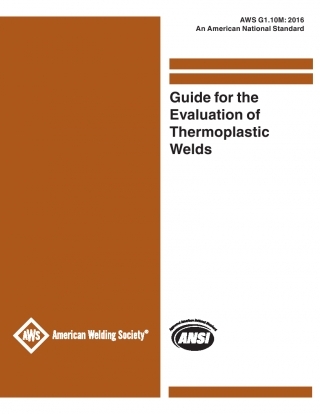 AWS G1.10M: 2016
An American National Standard
Guide for the
Evaluation of
Thermoplastic
Welds
AWS
American Welding Society®
ANSI